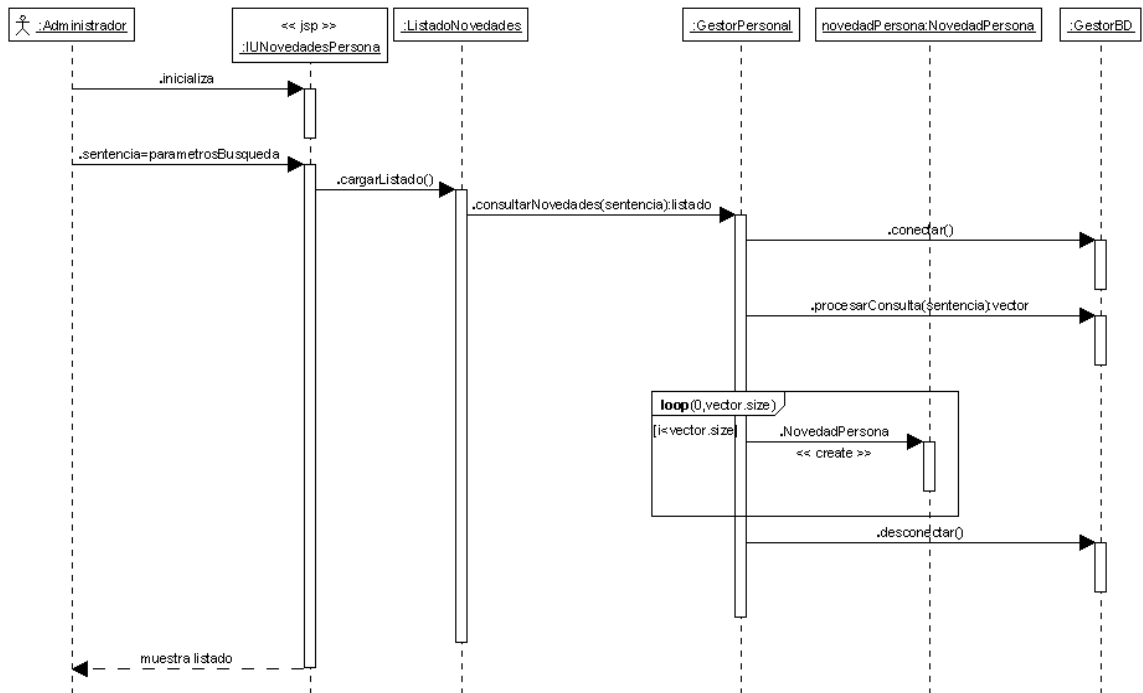 :Administrador
<< jsp >>
:IUNovedadesPersona
:ListadoNovedades
:GestorPersonal
novedadPersona:NovedadPersona
:GestorBD
.inicializa
.sentencia=parametrosBusqueda
.cargarListado()
.consultarNovedades(sentencia):listado
.conectar()
.procesarConsulta(sentencia):vector
loop(0,vector.size)
[i<vector.size]
.NovedadPersona
<< create >>
.desconectar()
muestra listado